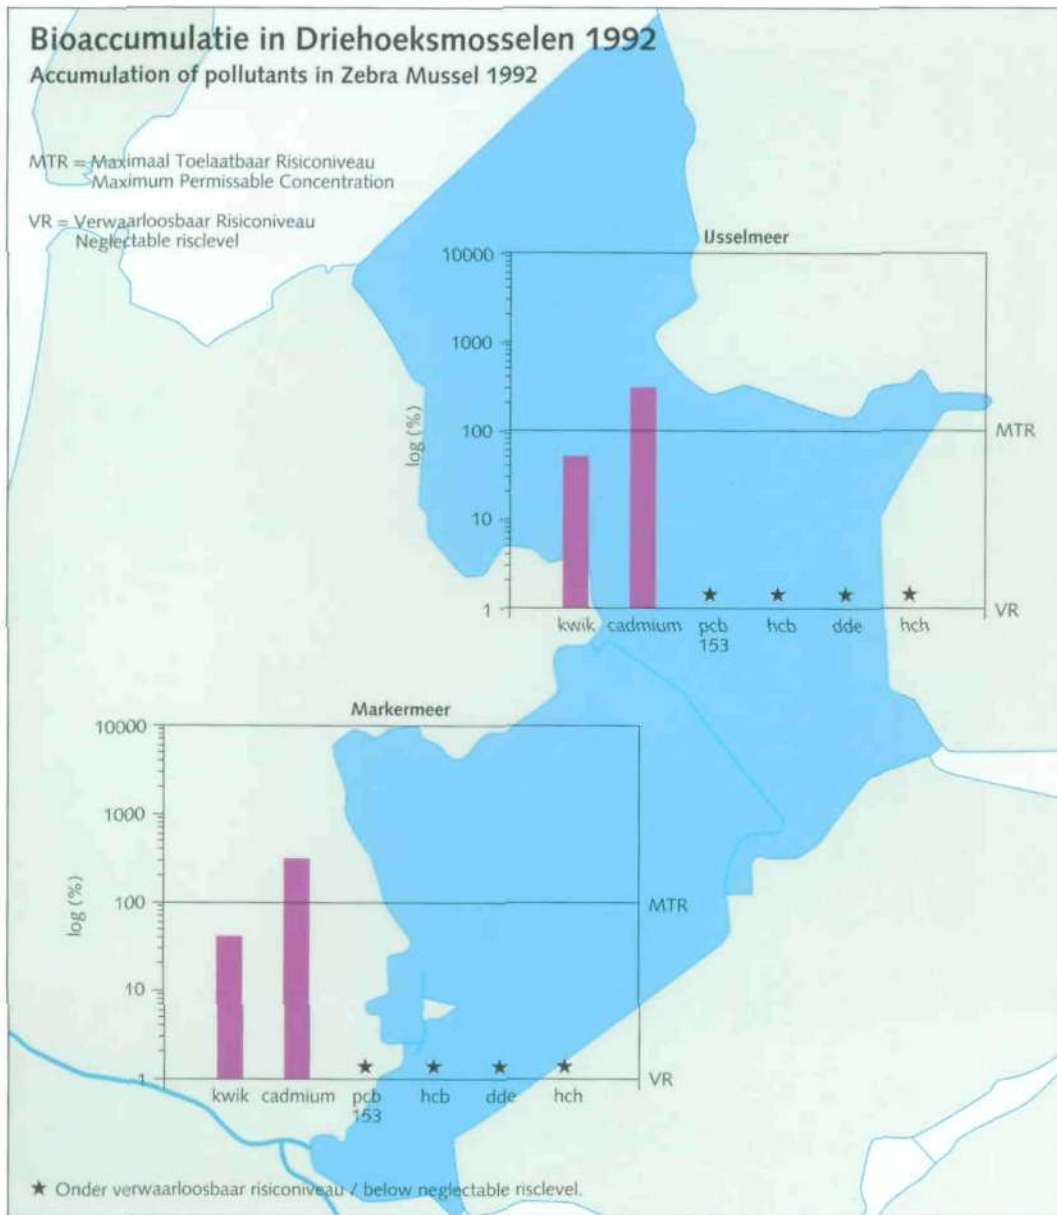 Bioaccumulatie in Driehoeksmosselen 1992
Accumulation of pollutants in Zebra Mussel 1992
MTR = Maximaal Toelaatbaar Risiconiveau
Maximum Permissable Concentration
VR = Verwaarloosbaar Risiconiveau
Neglectable risclevel
IJsselmeer
10000
1000
100
10
1
log (%)
MTR
VR
kwik cadmium pcb hcb dde hch
153
Markermeer
10000
1000
100
10
1
log (%)
MTR
VR
kwik cadmium pcb hcb dde hch
153
★ Onder verwaarloosbaar risiconiveau / below neglectable risclevel.